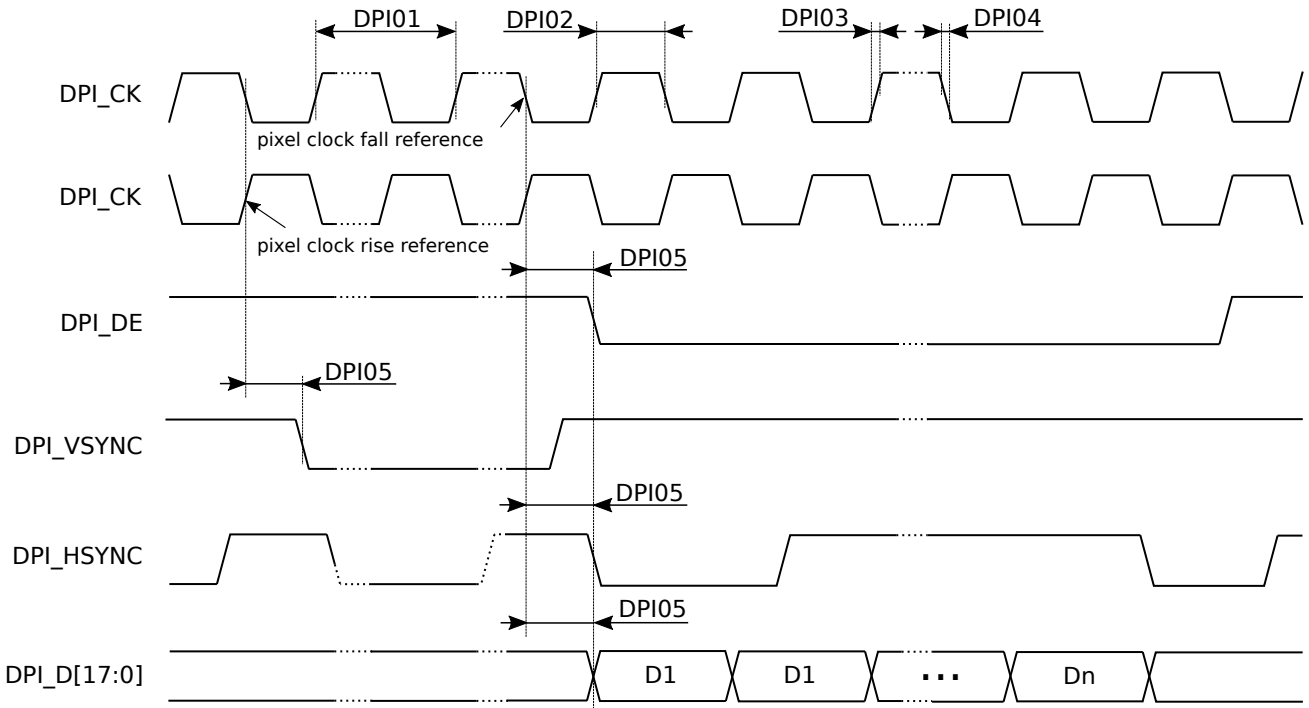 DPI01
DPI02
DPI03
DPI04
DPI_CK
pixel clock fall reference
DPI_CK
pixel clock rise reference
DPI05
DPI_DE
DPI05
DPI_VSYNC
DPI05
DPI_HSYNC
DPI05
DPI_D[17:0]
D1
D1
...
Dn